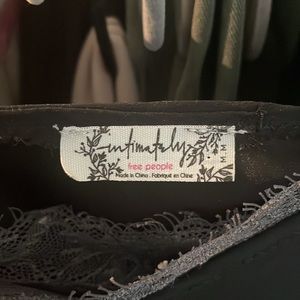 intimately
free people
Made in China . Fabriqué en Chine
M